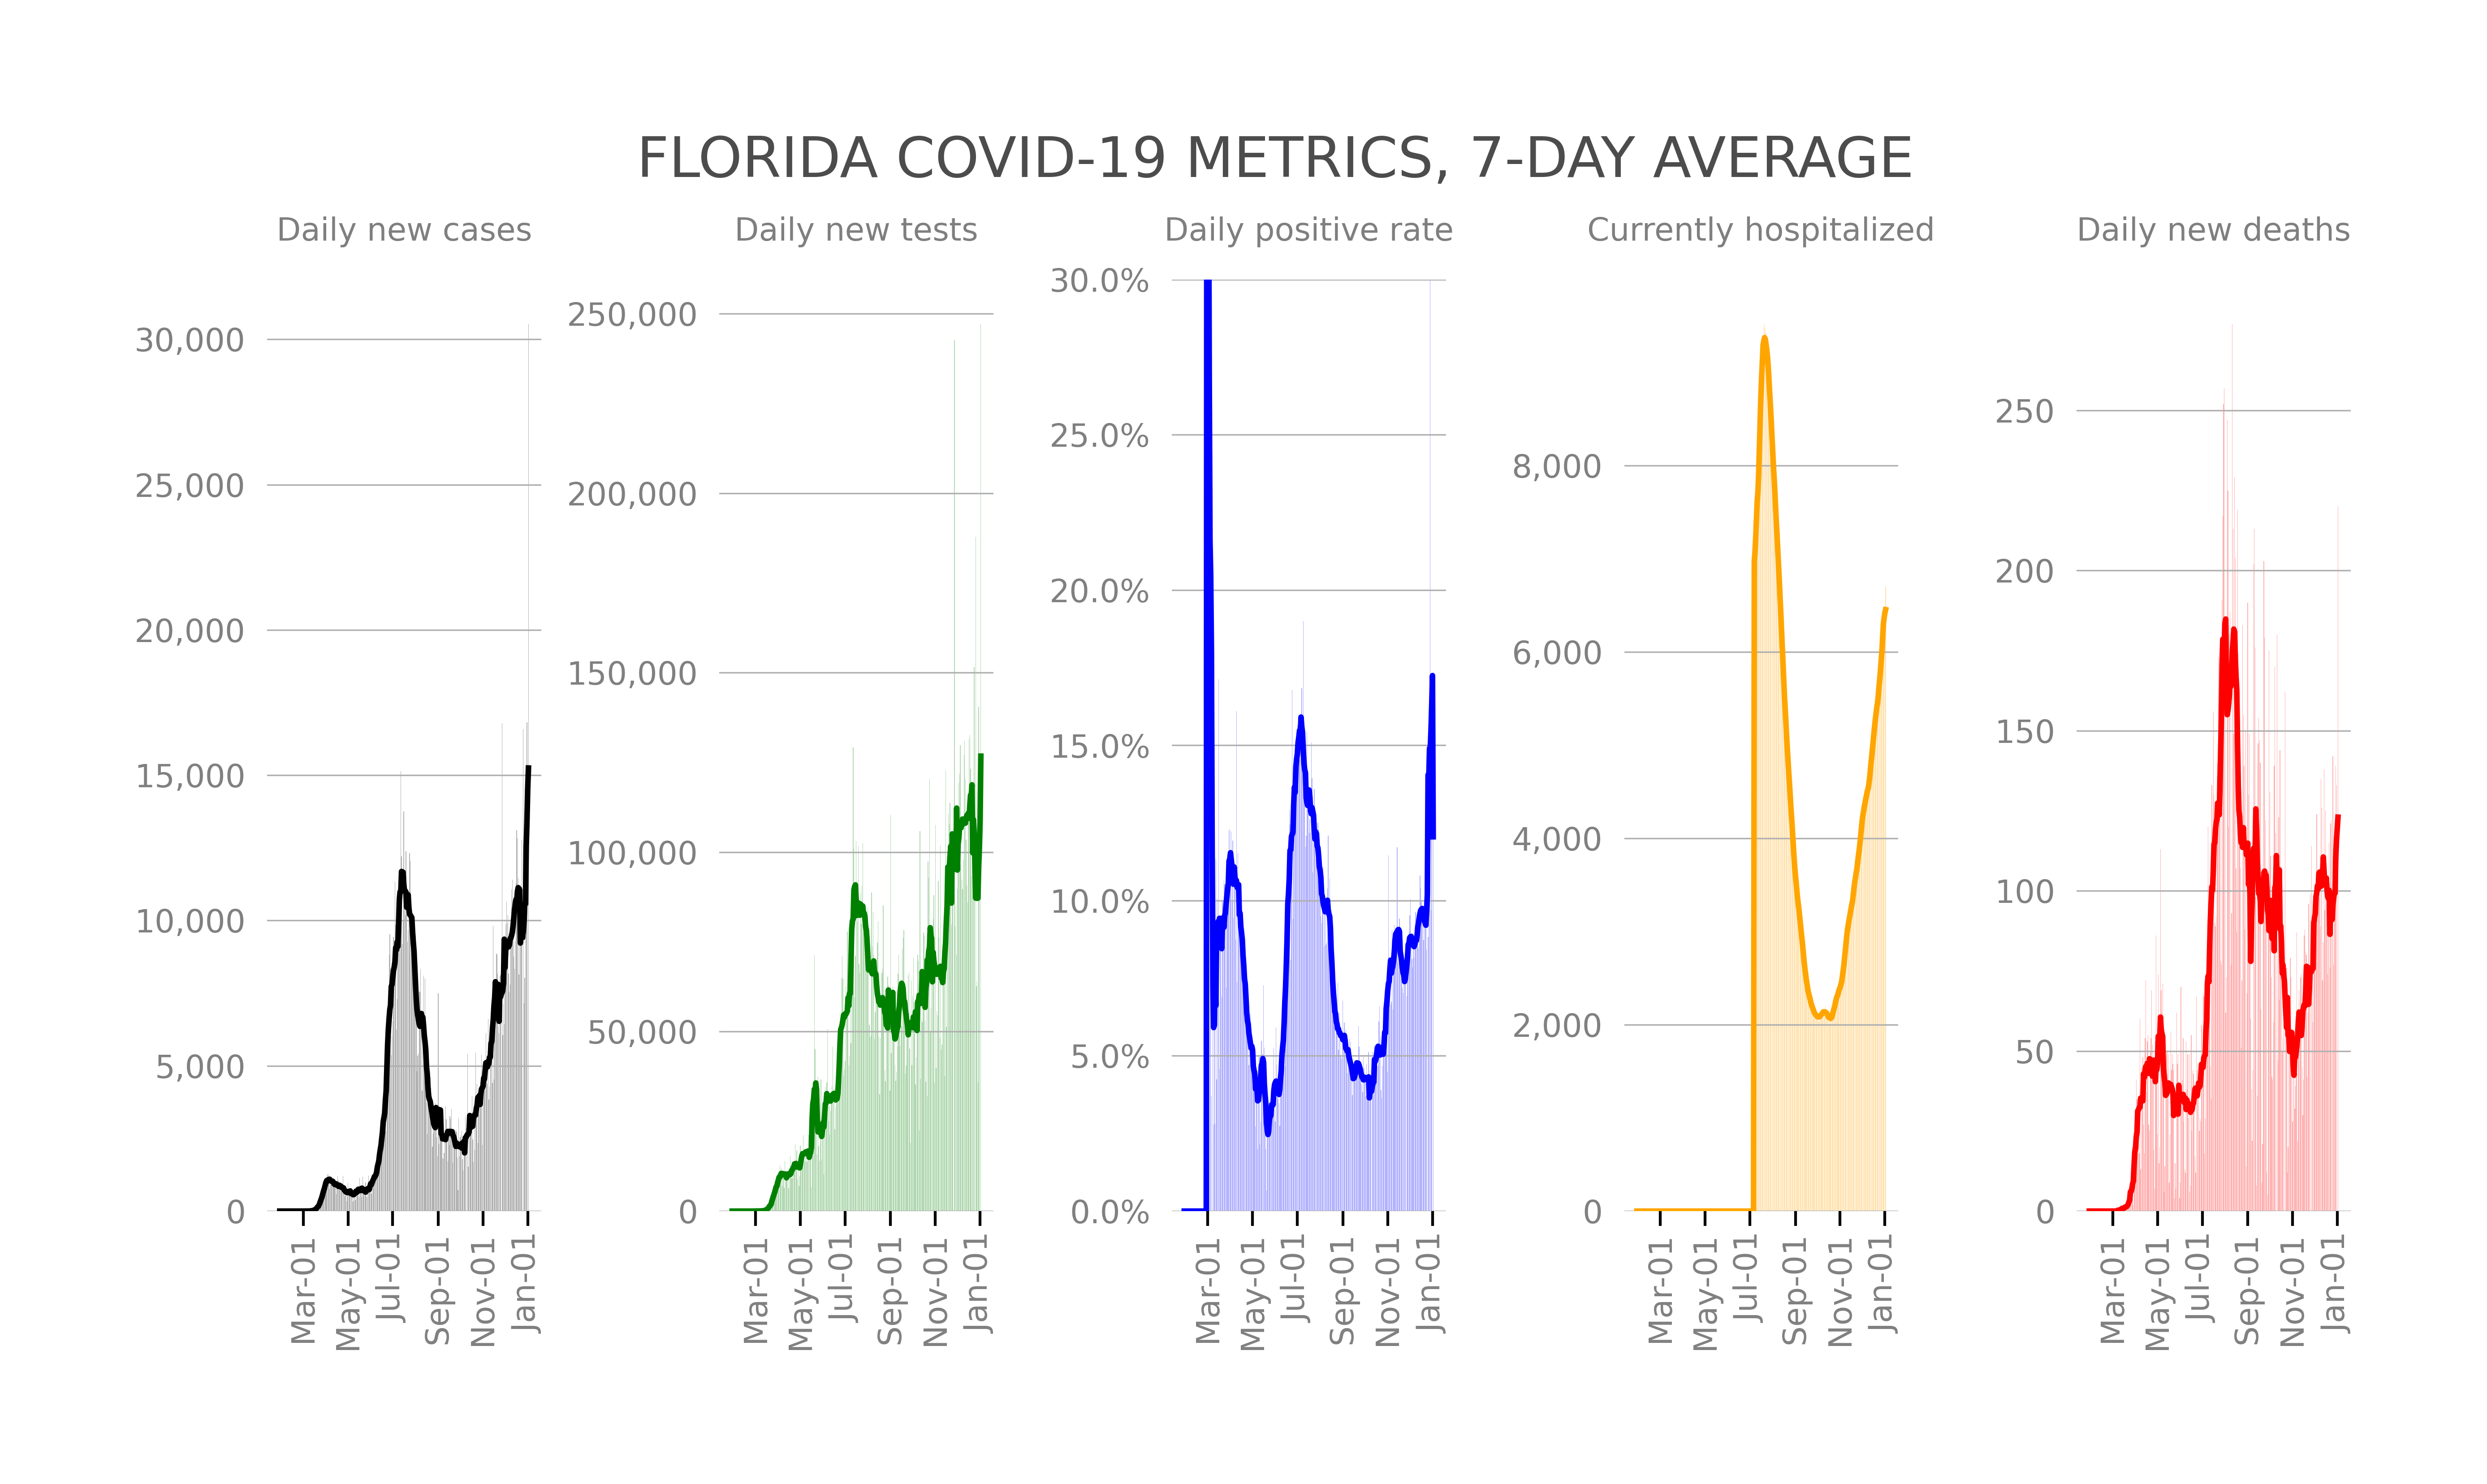 FLORIDA COVID-19 METRICS, 7-DAY AVERAGE
Daily new cases
30,000
25,000
20,000
15,000
10,000
5,000
0
Mar-01
May-01
Jul-01
Sep-01
Nov-01
Jan-01
Daily new tests
250,000
200,000
150,000
100,000
50,000
0
Mar-01
May-01
Jul-01
Sep-01
Nov-01
Jan-01
Daily positive rate
30.0%
25.0%
20.0%
15.0%
10.0%
5.0%
0.0%
Mar-01
May-01
Jul-01
Sep-01
Nov-01
Jan-01
Currently hospitalized
8,000
6,000
4,000
2,000
0
Mar-01
May-01
Jul-01
Sep-01
Nov-01
Jan-01
Daily new deaths
250
200
150
100
50
0
Mar-01
May-01
Jul-01
Sep-01
Nov-01
Jan-01